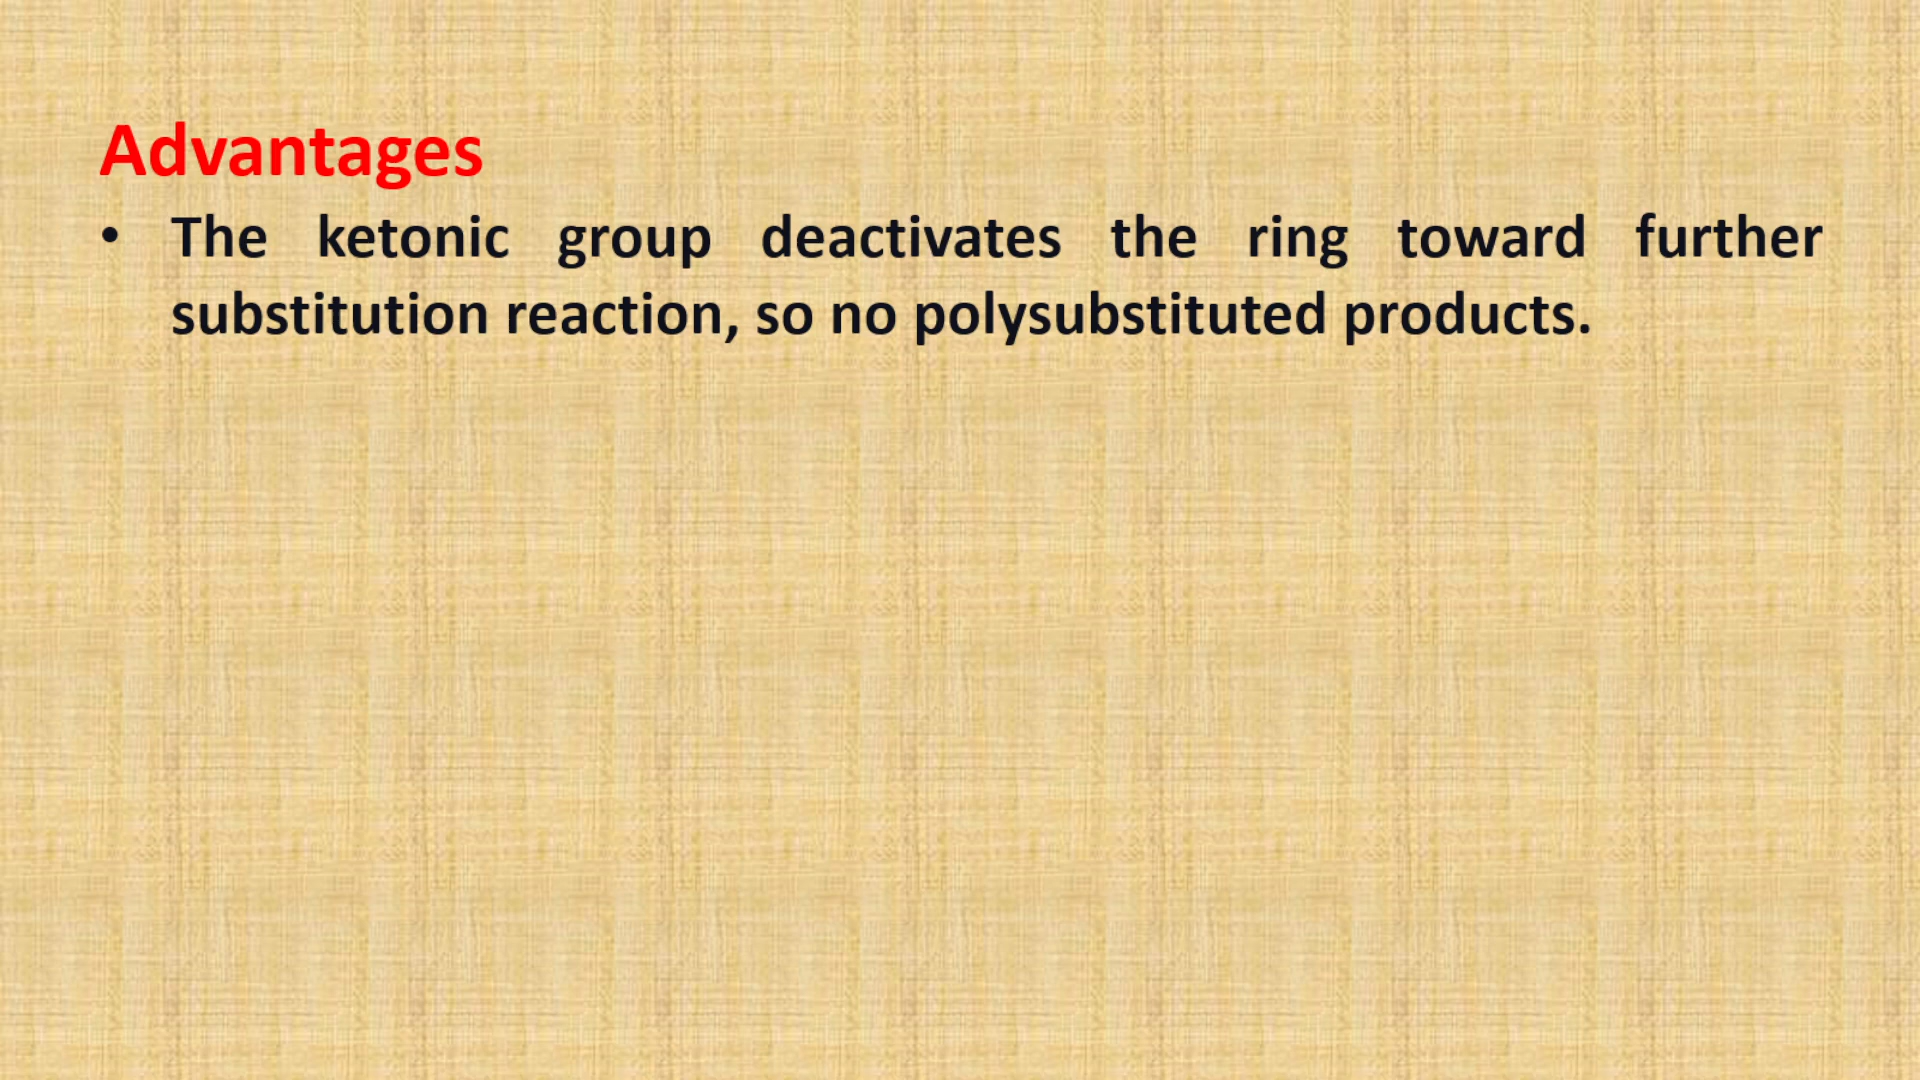 Advantages
• The ketonic group deactivates the ring toward further
substitution reaction, so no polysubstituted products.